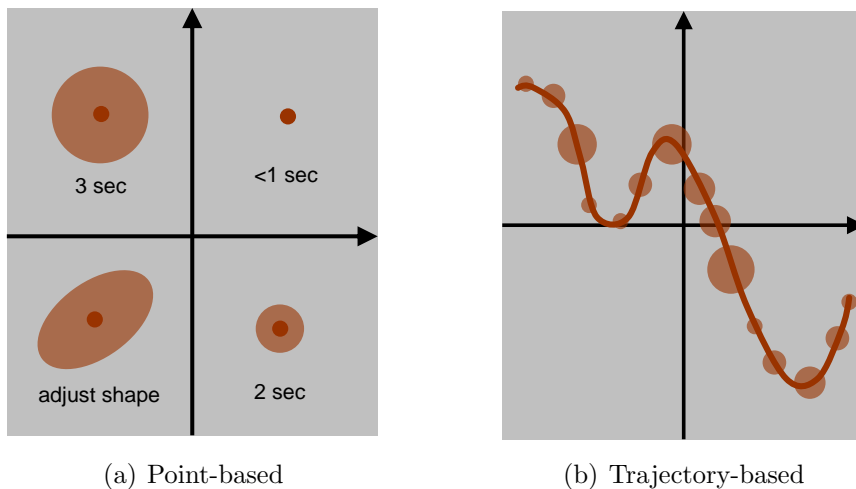 3 sec
<1 sec
adjust shape
2 sec
(a) Point-based
(b) Trajectory-based